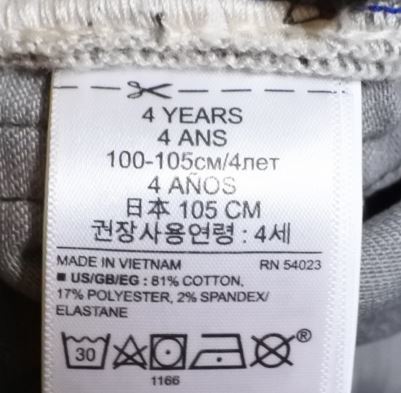 4 YEARS
4 ANS
100-105см/4лет
4 AÑOS
日本 105 CM
권장사용연령 : 4세
MADE IN VIETNAM RN 54023
■ US/GB/EG : 81% COTTON,
17% POLYESTER, 2% SPANDEX/
ELASTANE
30 ®
1166